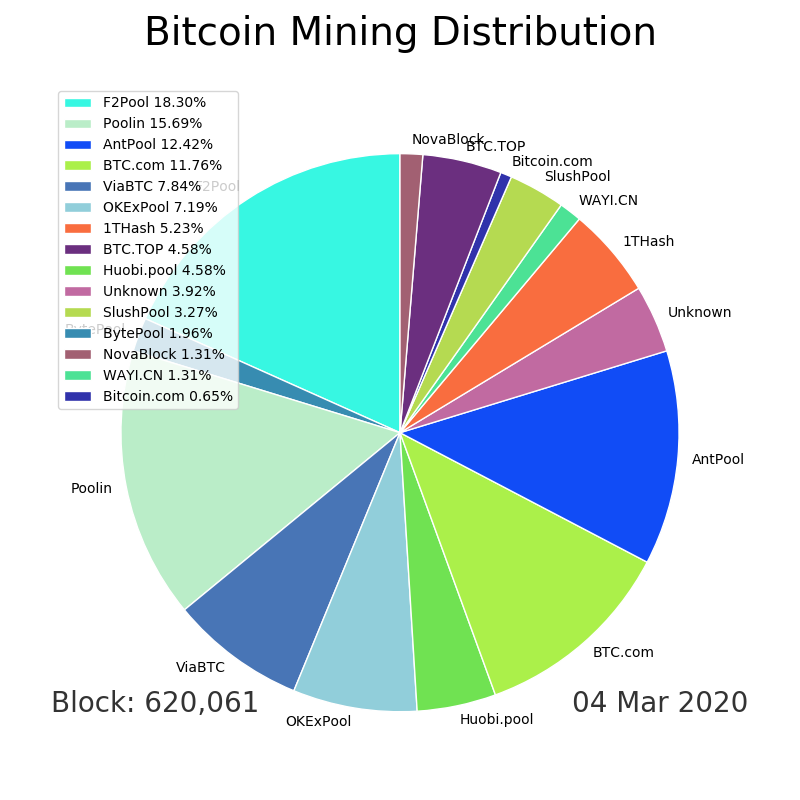 Bitcoin Mining Distribution
F2Pool 18.30%
Poolin 15.69%
AntPool 12.42%
BTC.com 11.76%
ViaBTC 7.84%
OKExPool 7.19%
1THash 5.23%
BTC.TOP 4.58%
Huobi.pool 4.58%
Unknown 3.92%
SlushPool 3.27%
BytePool 1.96%
NovaBlock 1.31%
WAYI.CN 1.31%
Bitcoin.com 0.65%
NovaBlock
BTC.TOP
Bitcoin.com
SlushPool
WAYI.CN
1THash
Unknown
AntPool
BTC.com
Huobi.pool
OKExPool
ViaBTC
Poolin
BytePool
F2Pool
Block: 620,061
04 Mar 2020